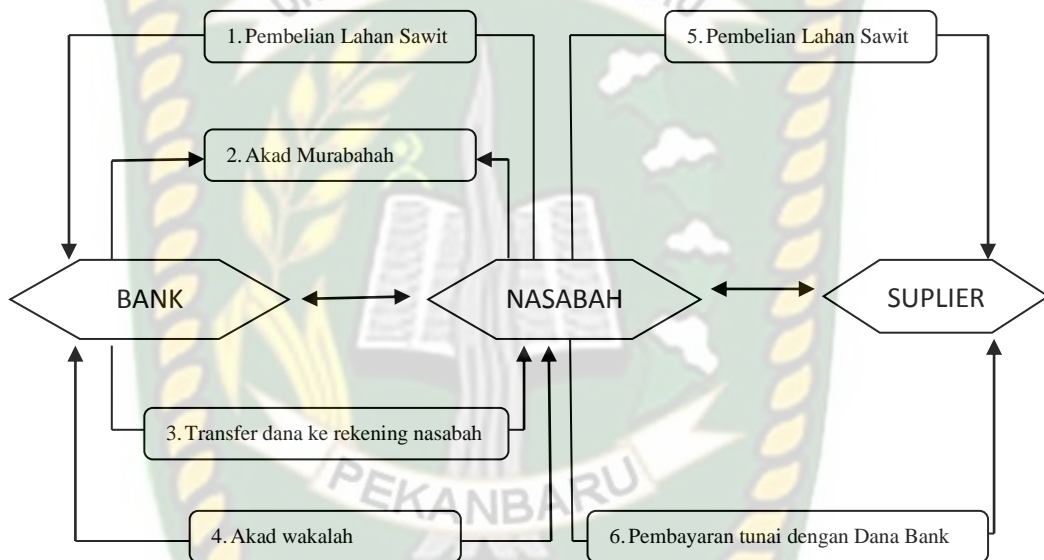 1. Pembelian Lahan Sawit
5. Pembelian Lahan Sawit
2. Akad Murabahah
BANK
NASABAH
SUPLIER
3. Transfer dana ke rekening nasabah
PEKANBARU
4. Akad wakalah
6. Pembayaran tunai dengan Dana Bank